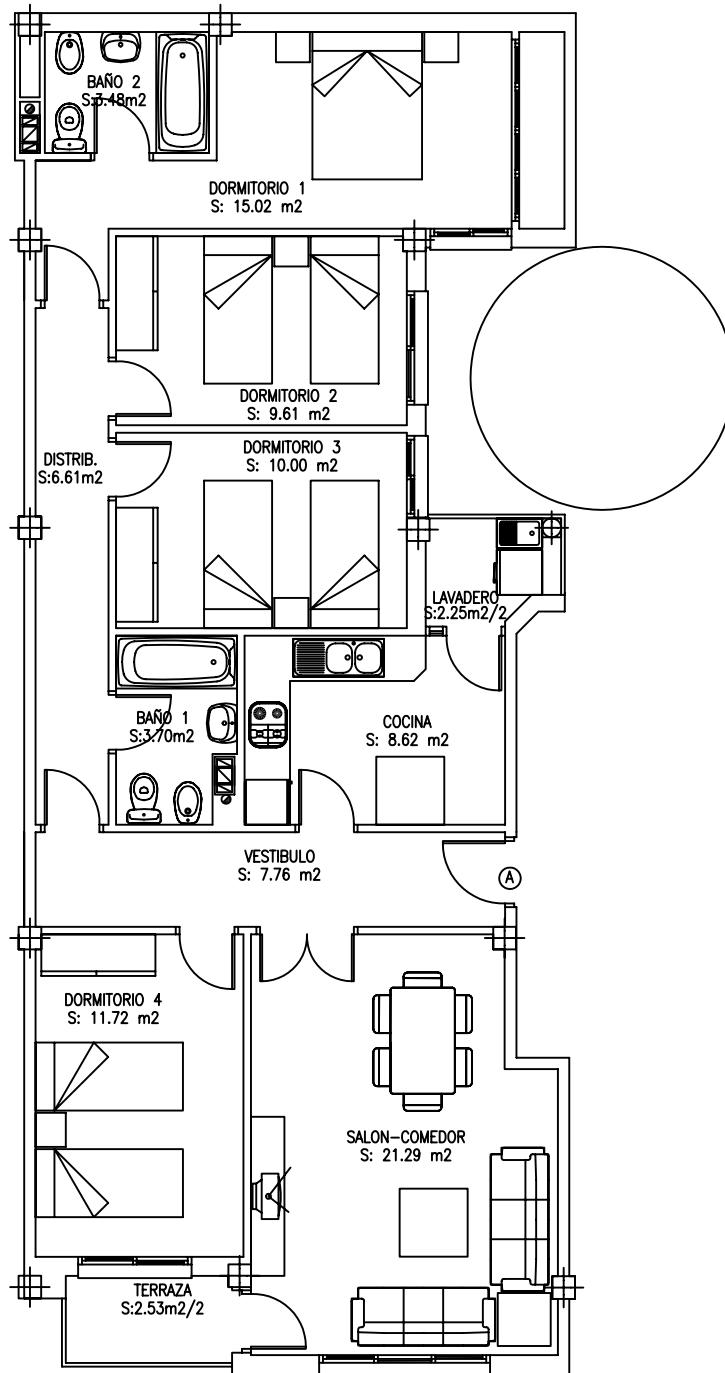 BAÑO 2
S:3.48m2
DORMITORIO 1
S: 15.02 m2
DORMITORIO 2
S: 9.61 m2
DORMITORIO 3
S: 10.00 m2
DISTRIB.
S:6.61m2
LAVADERO
S:2.25m2/2
BAÑO 1
S:3.70m2
COCINA
S: 8.62 m2
VESTIBULO
S: 7.76 m2
A
DORMITORIO 4
S: 11.72 m2
SALON-COMEDOR
S: 21.29 m2
TERRAZA
S:2.53m2/2